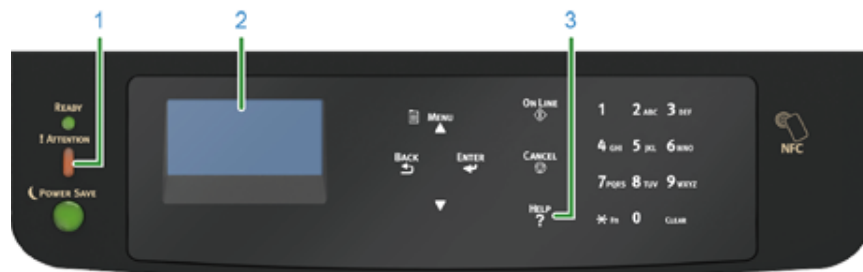 1 2 3
READY
! ATTENTION
POWER SAVE
MENU
BACK
ENTER
ON LINE
CANCEL
HELP
?
1 2 ABC 3 DEF
4 GHI 5 JKL 6 MNO
7 PQRS 8 TUV 9 WXYZ
* Fn 0 CLEAR
NFC